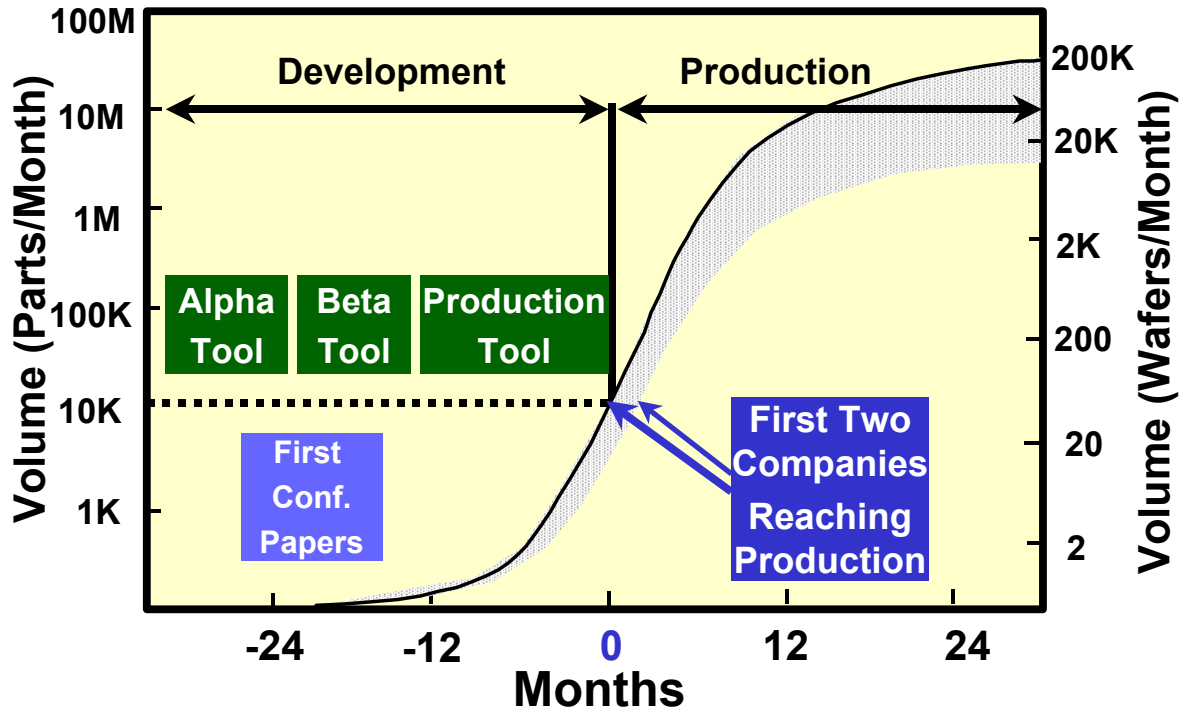 100M
10M
1M
100K
10K
1K
Volume (Parts/Month)
Development
Production
Alpha
Tool
Beta
Tool
Production
Tool
First
Conf.
Papers
First Two
Companies
Reaching
Production
200K
20K
2K
200
20
2
Volume (Wafers/Month)
-24
-12
0
12
24
Months